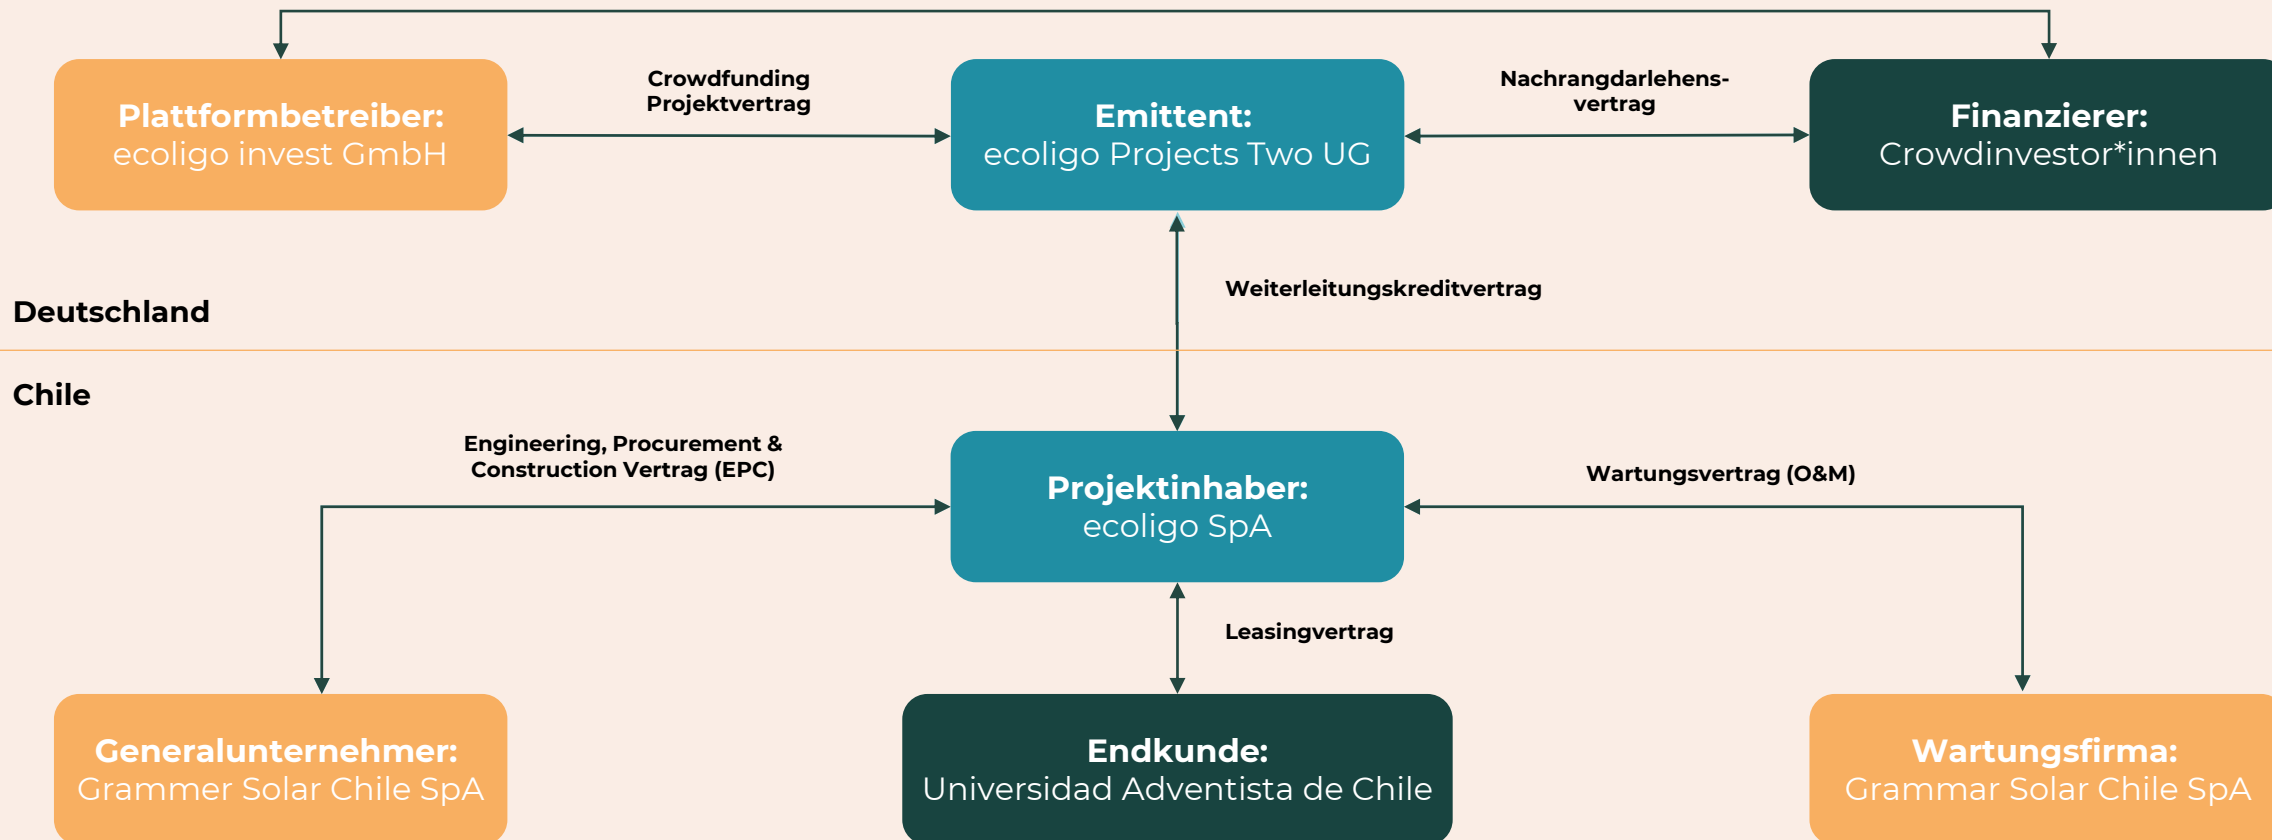 Plattformbetreiber:
ecoligo invest GmbH
Crowdfunding
Projektvertrag
Emittent:
ecoligo Projects Two UG
Nachrangdarlehens-
vertrag
Finanzierer:
Crowdinvestor*innen
Weiterleitungskreditvertrag
Deutschland
Chile
Engineering, Procurement &
Construction Vertrag (EPC)
Projektinhaber:
ecoligo SpA
Wartungsvertrag (O&M)
Leasingvertrag
Generalunternehmer:
Grammer Solar Chile SpA
Endkunde:
Universidad Adventista de Chile
Wartungsfirma:
Grammar Solar Chile SpA